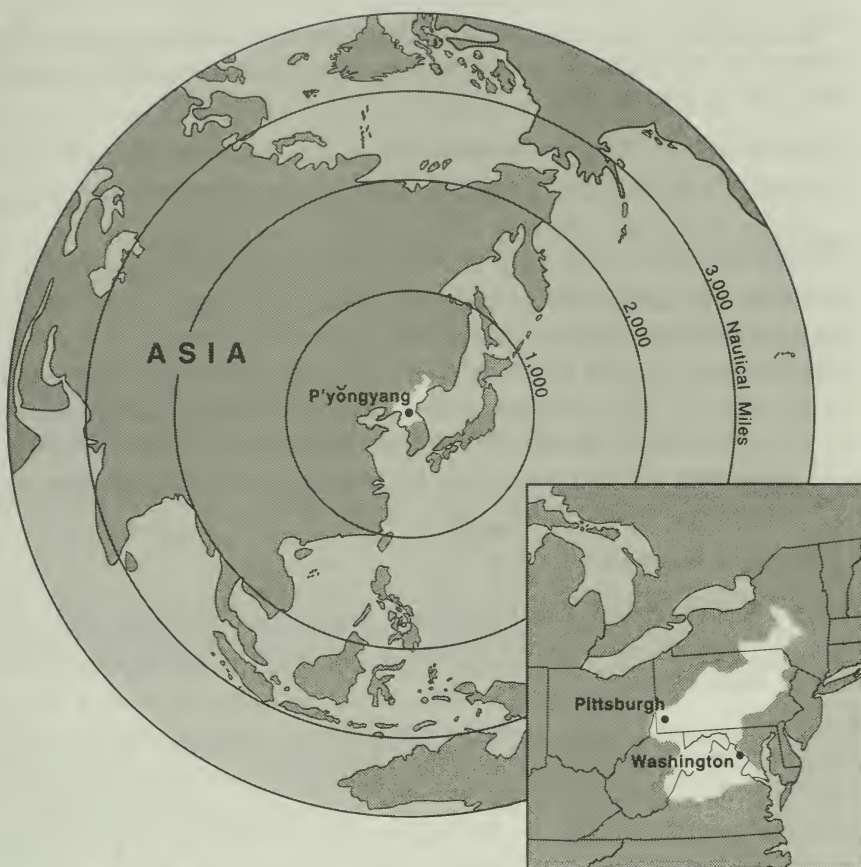 ASIA
P'yŏngyang
1,000
2,000
3,000 Nautical Miles
Pittsburgh
Washington